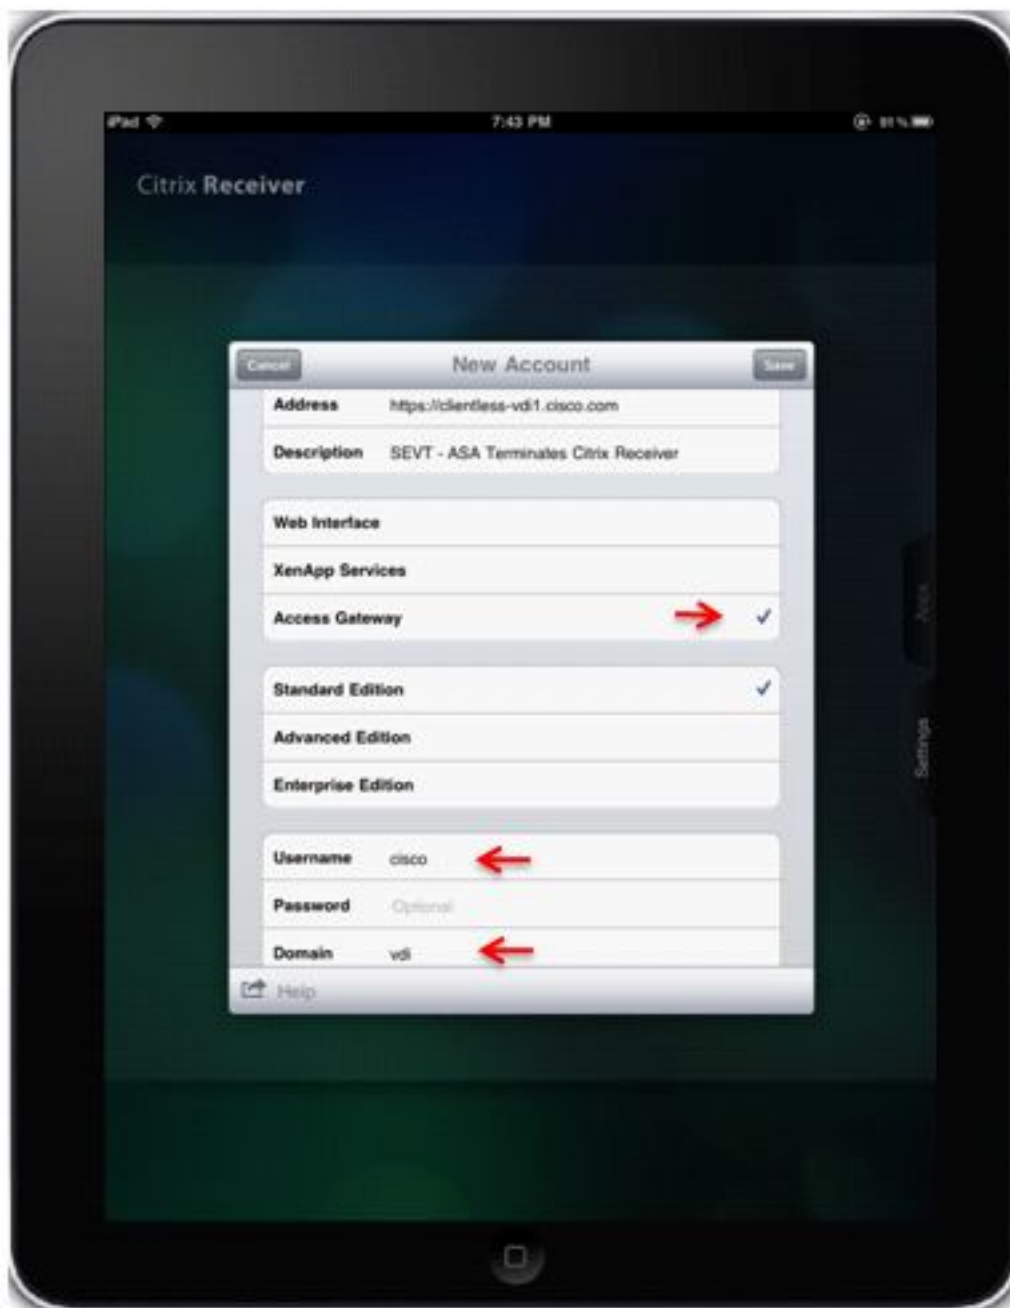 iPad 7:43 PM 91%
Citrix Receiver
Cancel New Account Save
Address https://clientless-vdi1.cisco.com
Description SEVT - ASA Terminates Citrix Receiver
Web Interface
XenApp Services
Access Gateway
Standard Edition
Advanced Edition
Enterprise Edition
Username cisco
Password Optional
Domain vdi
Help
Apps
Settings